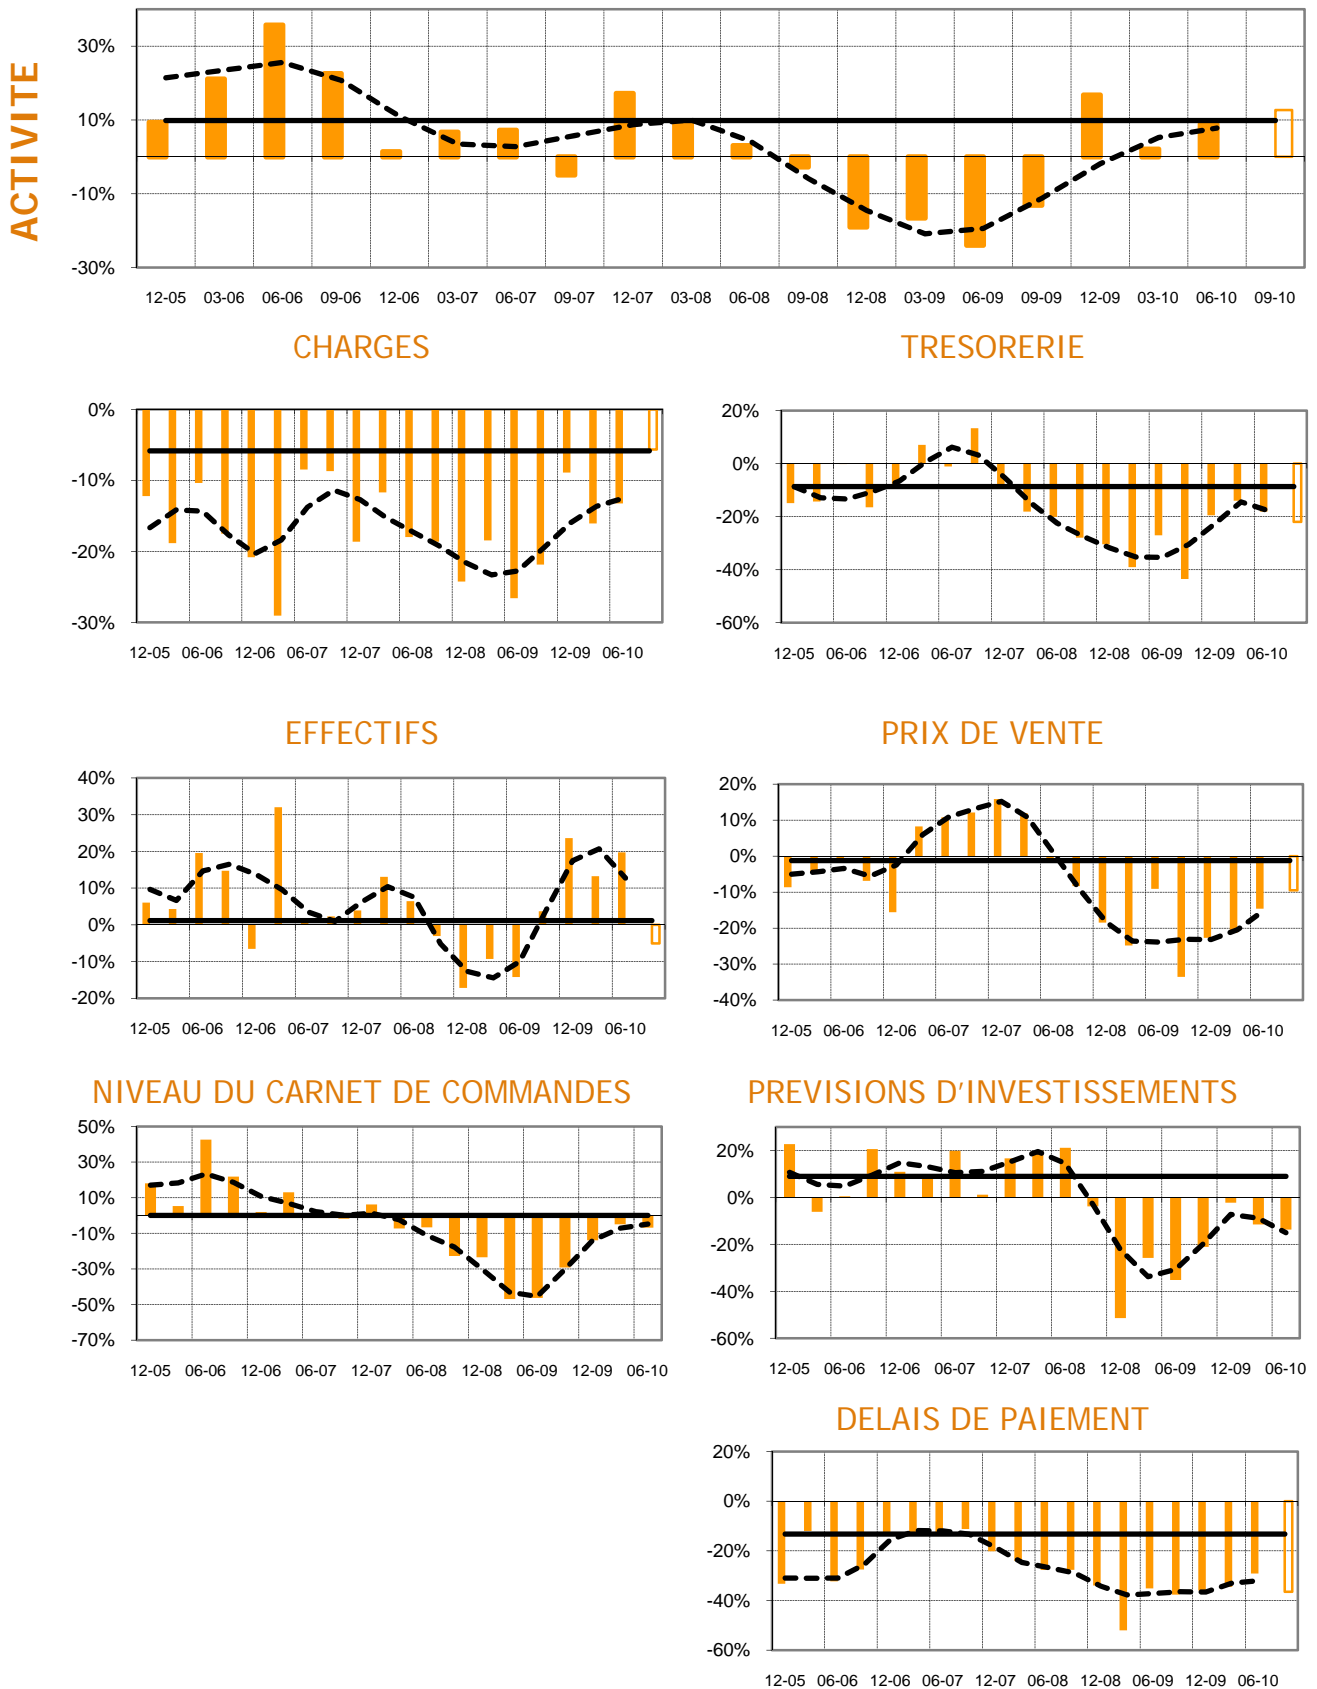 ACTIVITE
30%
10%
-10%
-30%
12-05 03-06 06-06 09-06 12-06 03-07 06-07 09-07 12-07 03-08 06-08 09-08 12-08 03-09 06-09 09-09 12-09 03-10 06-10 09-10
CHARGES
0%
-10%
-20%
-30%
12-05 06-06 12-06 06-07 12-07 06-08 12-08 06-09 12-09 06-10
TRESORERIE
20%
0%
-20%
-40%
-60%
12-05 06-06 12-06 06-07 12-07 06-08 12-08 06-09 12-09 06-10
EFFECTIFS
40%
30%
20%
10%
0%
-10%
-20%
12-05 06-06 12-06 06-07 12-07 06-08 12-08 06-09 12-09 06-10
PRIX DE VENTE
20%
10%
0%
-10%
-20%
-30%
-40%
12-05 06-06 12-06 06-07 12-07 06-08 12-08 06-09 12-09 06-10
NIVEAU DU CARNET DE COMMANDES
50%
30%
10%
-10%
-30%
-50%
-70%
12-05 06-06 12-06 06-07 12-07 06-08 12-08 06-09 12-09 06-10
PREVISIONS D’INVESTISSEMENTS
20%
0%
-20%
-40%
-60%
12-05 06-06 12-06 06-07 12-07 06-08 12-08 06-09 12-09 06-10
DELAIS DE PAIEMENT
20%
0%
-20%
-40%
-60%
12-05 06-06 12-06 06-07 12-07 06-08 12-08 06-09 12-09 06-10